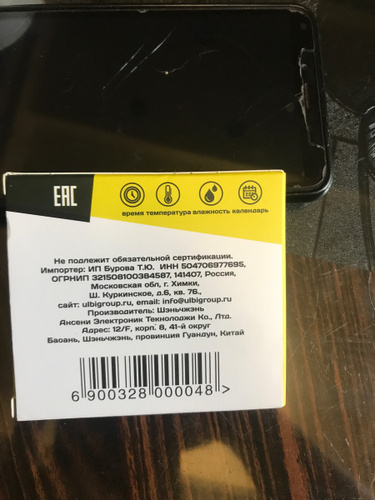 EAC
время температура влажность календарь
Не подлежит обязательной сертификации.
Импортер: ИП Бурова Т.Ю. ИНН 504706977695,
ОГРНИП 321508100384587, 141407, Россия,
Московская обл, г. Химки,
Ш. Куркинское, д.6, кв. 76.,
сайт: ulbigroup.ru, email: info@ulbigroup.ru
Производитель: Шэньчжэнь
Аксени Электроник Текнолоджи Ко., Лтд.
Адрес: 12/F, корп. 8, 41-й округ
Баоань, Шэньчжэнь, провинция Гуандун, Китай
6 900328 000048 >